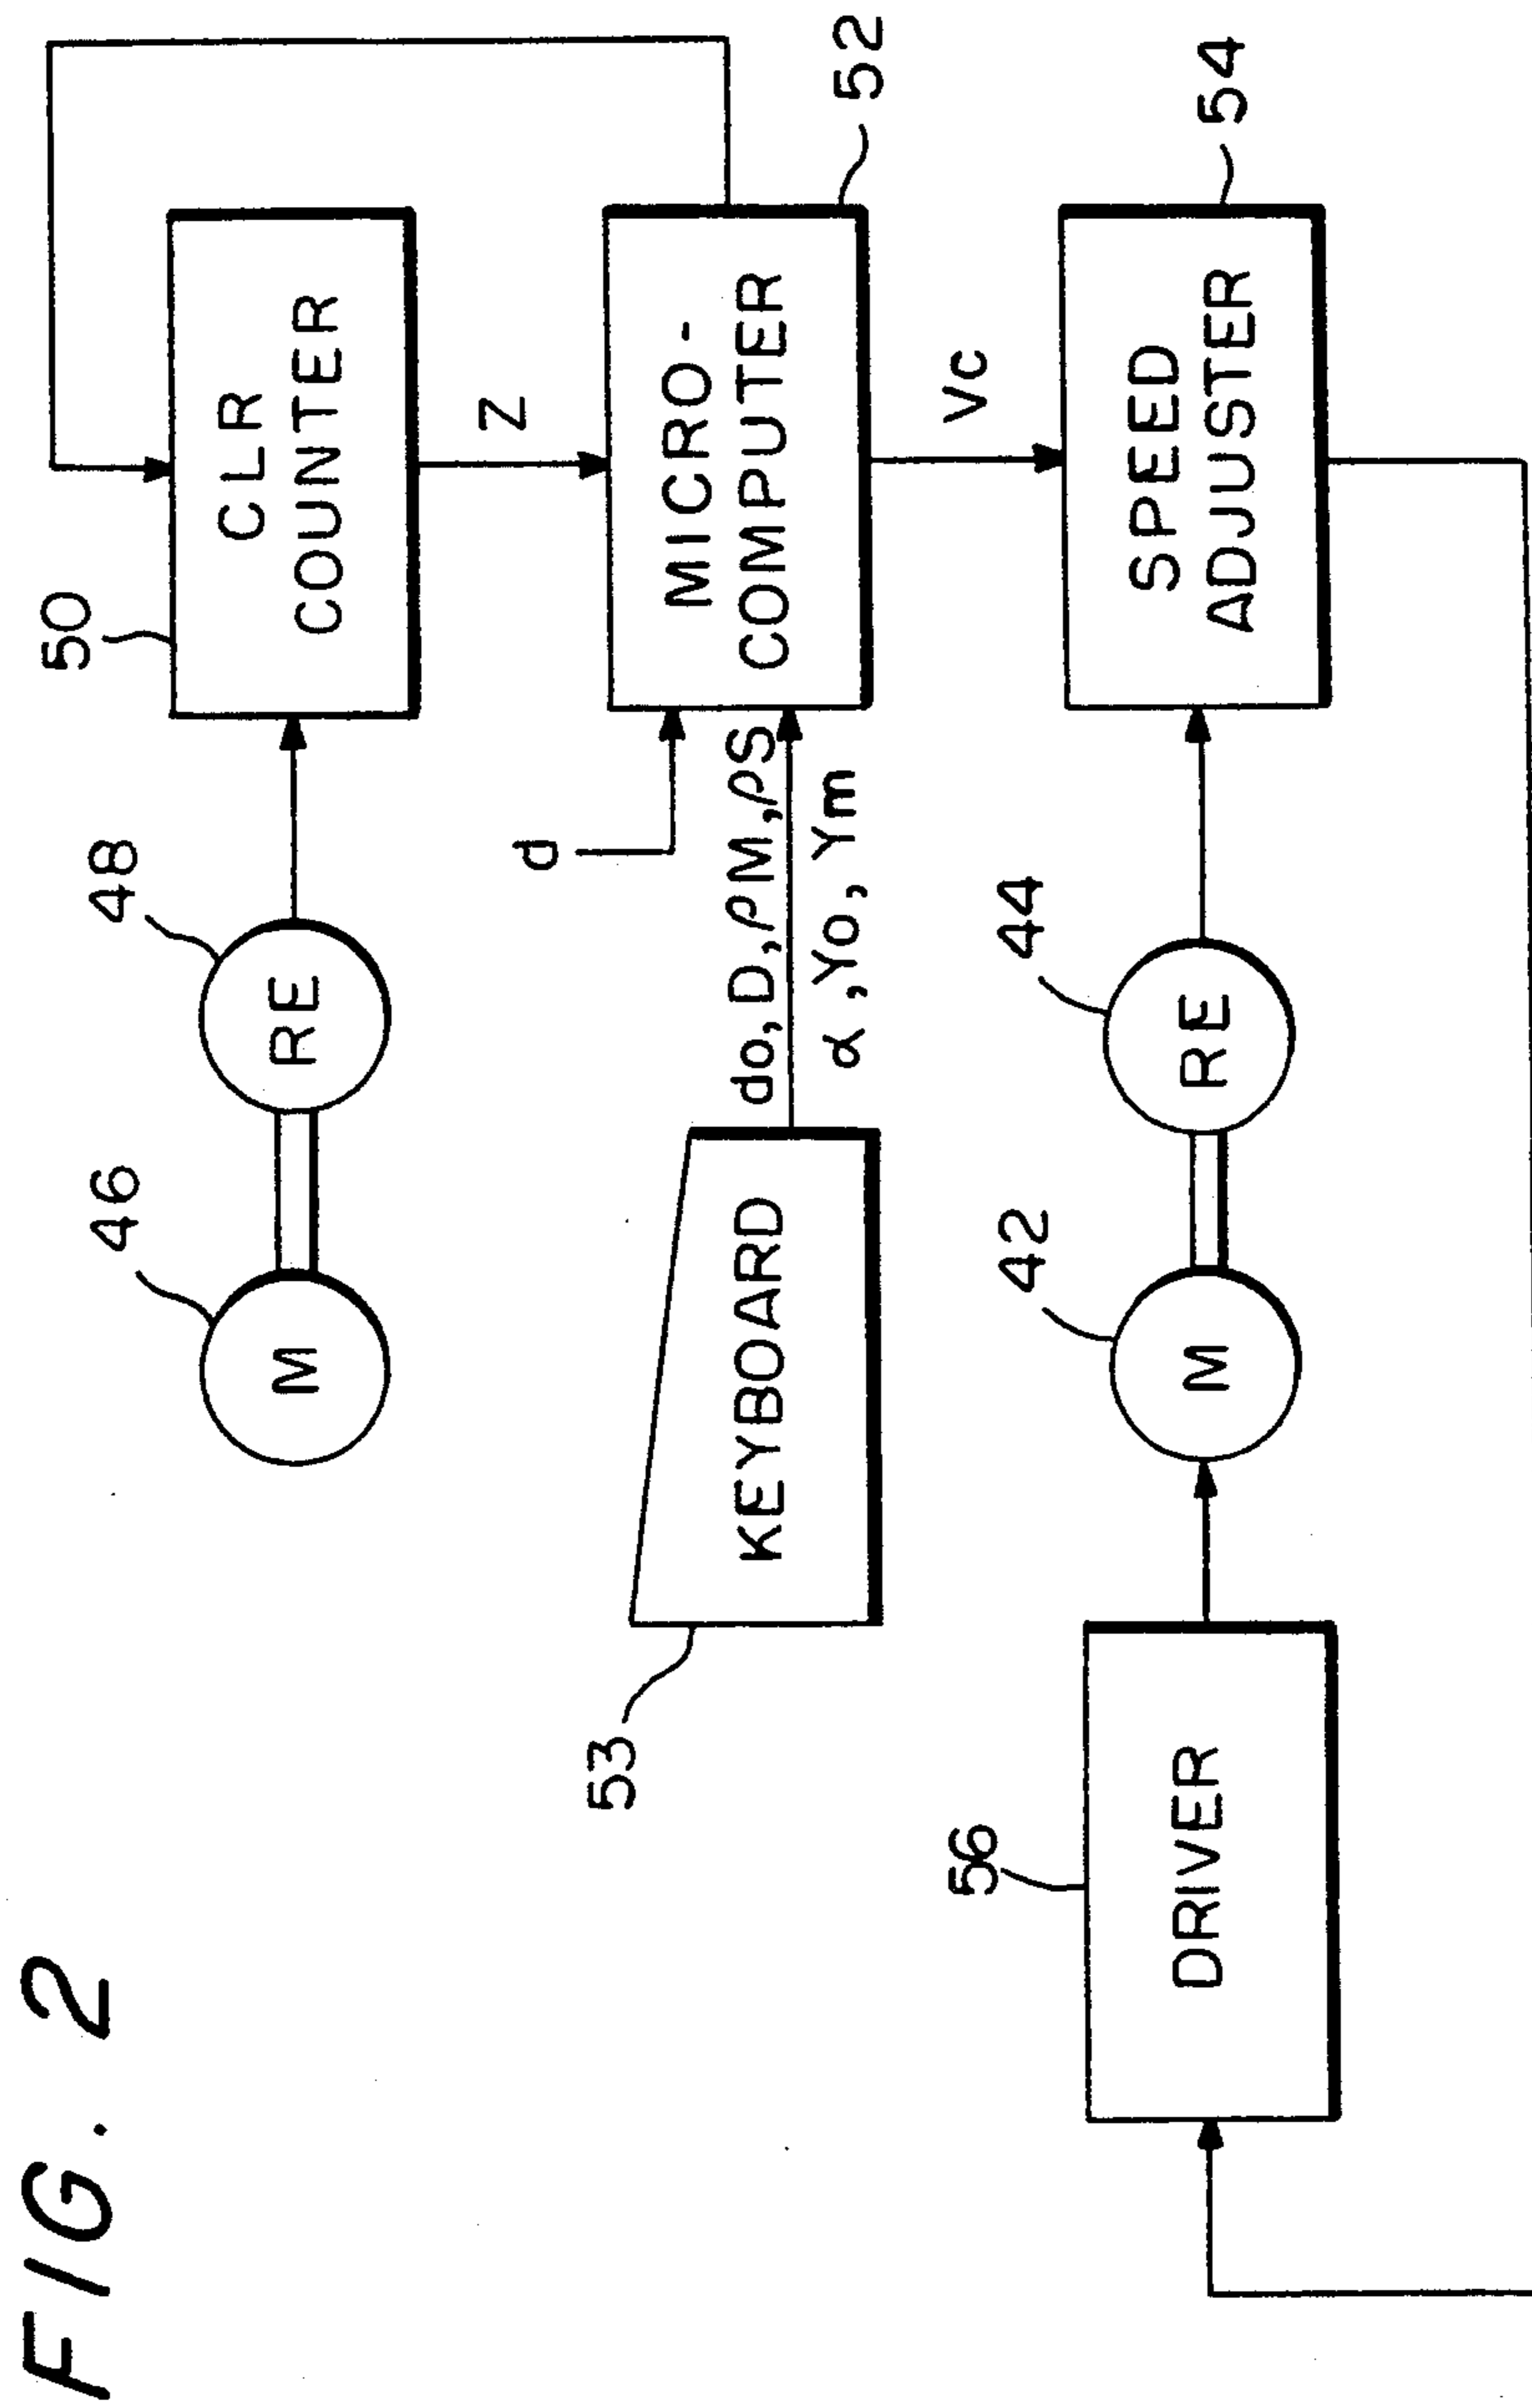 FIG. 2
46
48
50
M
RE
CLR
COUNTER
Z
53
KEYBOARD
d
do, D, ρM, ρS
α, Yo, Ym
MICRO-
COMPUTER
52
Vc
56
DRIVER
42
M
44
RE
SPEED
ADJUSTER
54